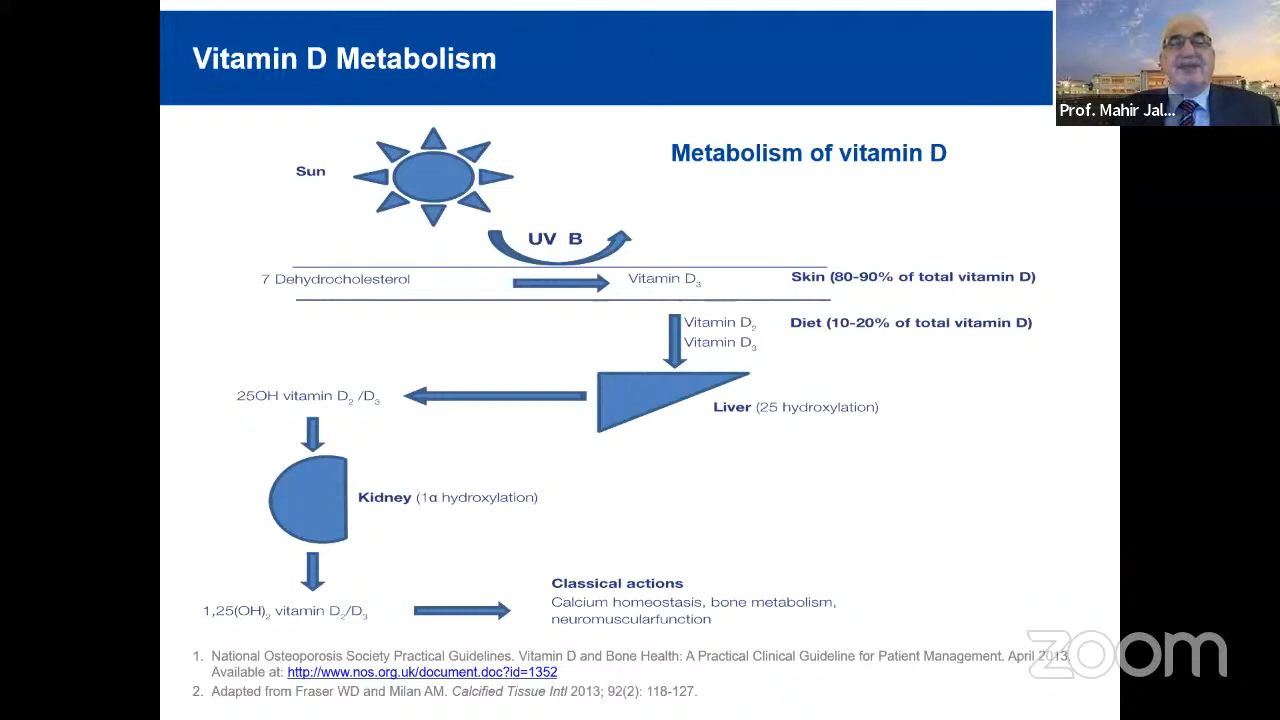 Vitamin D Metabolism
Prof. Mahir Jal...
Metabolism of vitamin D
Sun
UV B
7 Dehydrocholesterol
Vitamin D₃
Skin (80-90% of total vitamin D)
Vitamin D₂
Vitamin D₃
Diet (10-20% of total vitamin D)
25OH vitamin D₂ /D₃
Liver (25 hydroxylation)
Kidney (1α hydroxylation)
1,25(OH)₂ vitamin D₂/D₃
Classical actions
Calcium homeostasis, bone metabolism,
neuromuscularfunction
1. National Osteoporosis Society Practical Guidelines. Vitamin D and Bone Health: A Practical Clinical Guideline for Patient Management. April 2013.
Available at: http://www.nos.org.uk/document.doc?id=1352
2. Adapted from Fraser WD and Milan AM. Calcified Tissue Intl 2013; 92(2): 118-127.
zoom